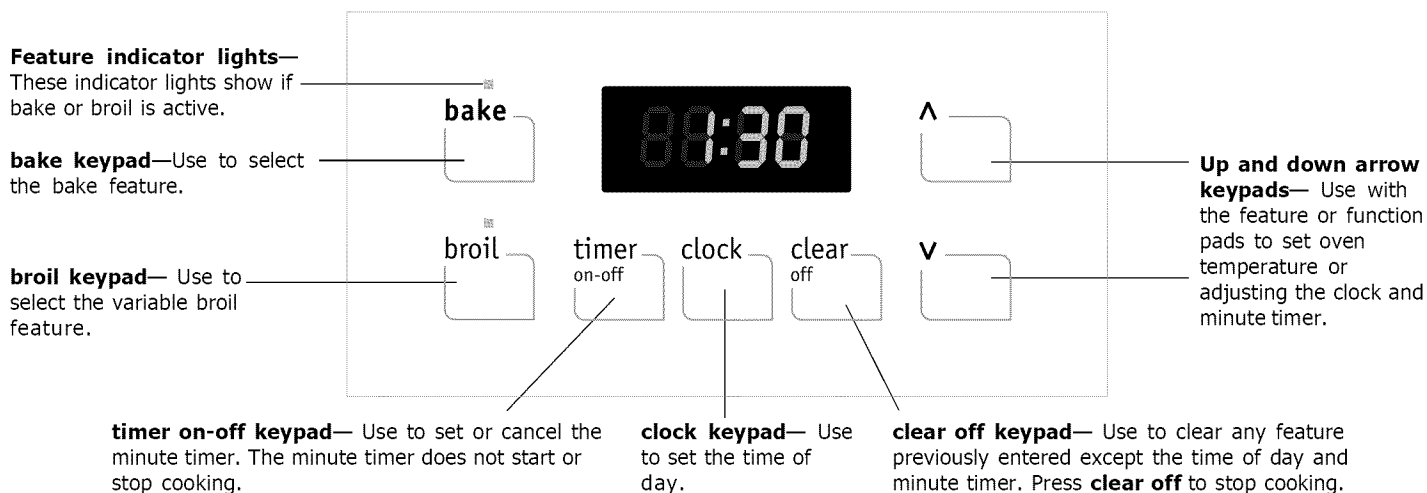 Feature indicator lights—
These indicator lights show if
bake or broil is active.
bake keypad—Use to select
the bake feature.
broil keypad— Use to
select the variable broil
feature.
bake
1:30
^
broil
timer
on-off
clock
clear
off
v
Up and down arrow
keypads— Use with
the feature or function
pads to set oven
temperature or
adjusting the clock and
minute timer.
timer on-off keypad— Use to set or cancel the
minute timer. The minute timer does not start or
stop cooking.
clock keypad— Use
to set the time of
day.
clear off keypad— Use to clear any feature
previously entered except the time of day and
minute timer. Press clear off to stop cooking.